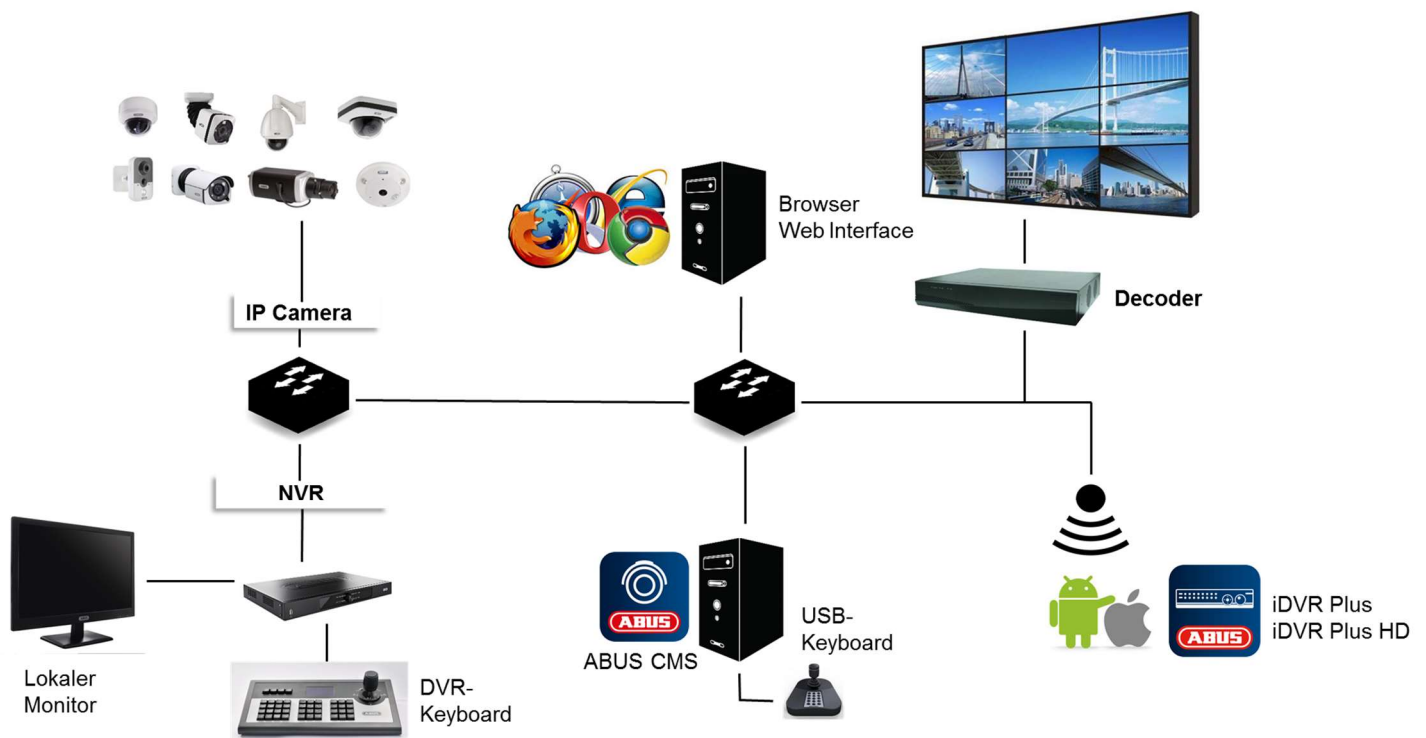 Browser
Web Interface
Decoder
IP Camera
NVR
Lokaler
Monitor
DVR-
Keyboard
ABUS
ABUS CMS
USB-
Keyboard
ABUS
iDVR Plus
iDVR Plus HD